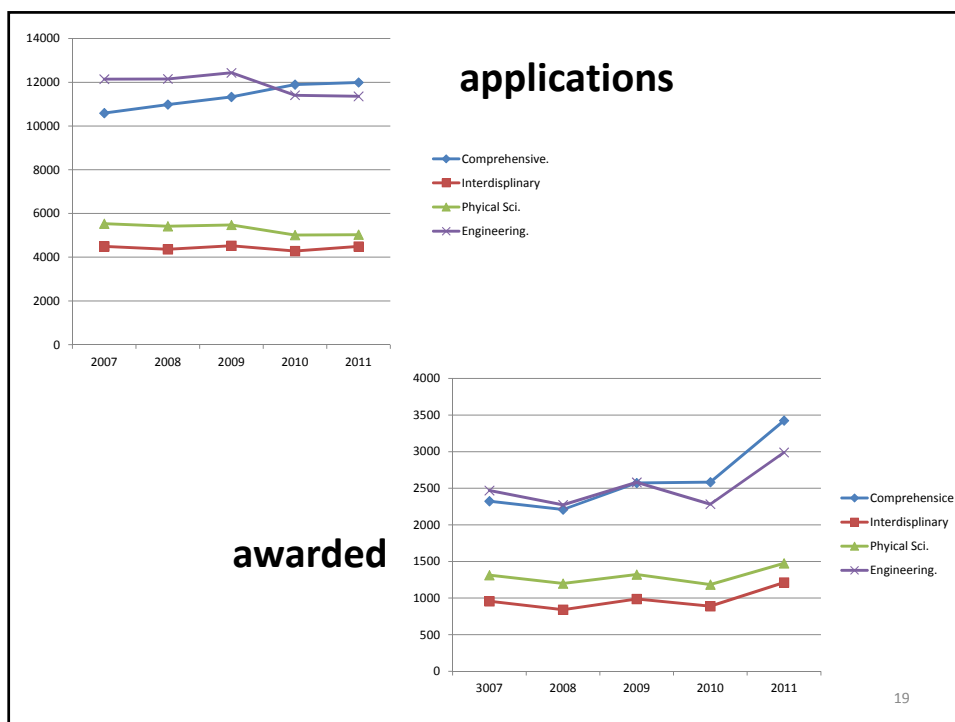 applications
14000
12000
10000
8000
6000
4000
2000
0
2007 2008 2009 2010 2011
Comprehensive.
Interdisplinary
Phyical Sci.
Engineering.
awarded
4000
3500
3000
2500
2000
1500
1000
500
0
3007 2008 2009 2010 2011
Comprehensice
Interdisplinary
Phyical Sci.
Engineering.
19